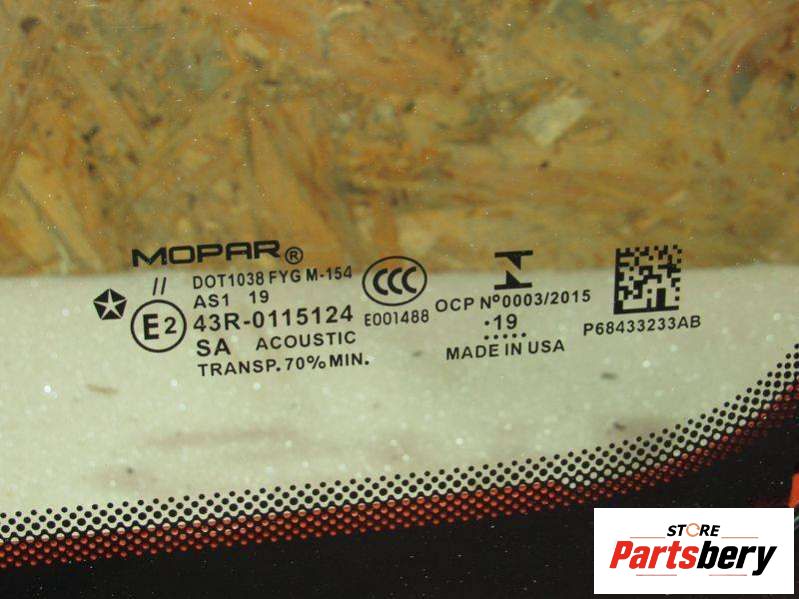 MOPAR®
// DOT1038 FYG M-154
AS1 19
E2 43R-0115124
SA ACOUSTIC
TRANSP. 70% MIN.
CCC
E001488
OCP Nº0003/2015
.19
.....
MADE IN USA
P68433233AB
STORE
Partsbery